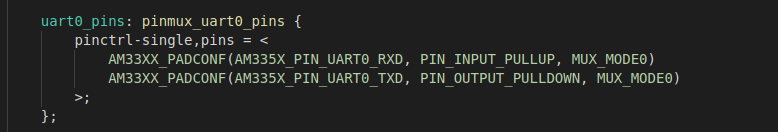 uart0_pins: pinmux_uart0_pins {
pinctrl-single,pins = <
AM33XX_PADCONF(AM335X_PIN_UART0_RXD, PIN_INPUT_PULLUP, MUX_MODE0)
AM33XX_PADCONF(AM335X_PIN_UART0_TXD, PIN_OUTPUT_PULLDOWN, MUX_MODE0)
>;
};